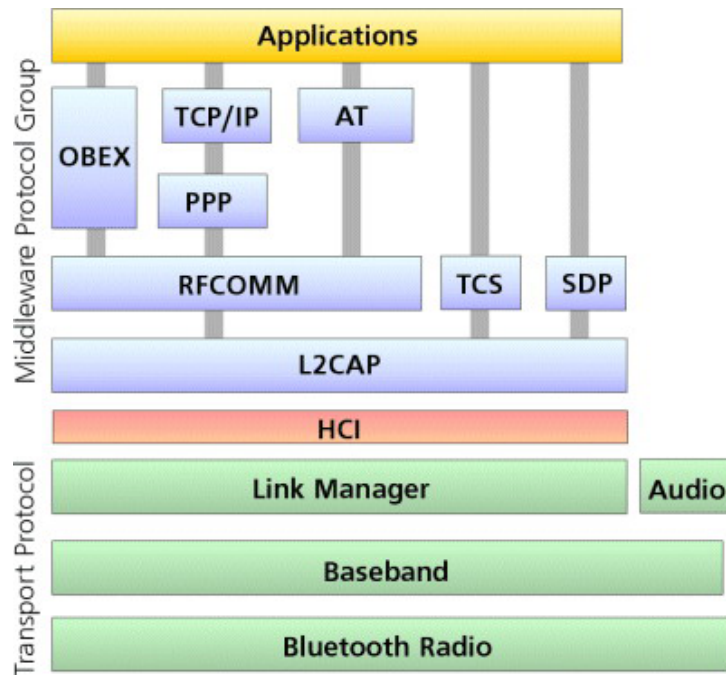 Applications
Middleware Protocol Group
TCP/IP
AT
OBEX
PPP
RFCOMM
TCS
SDP
L2CAP
HCI
Transport Protocol
Link Manager
Audio
Baseband
Bluetooth Radio